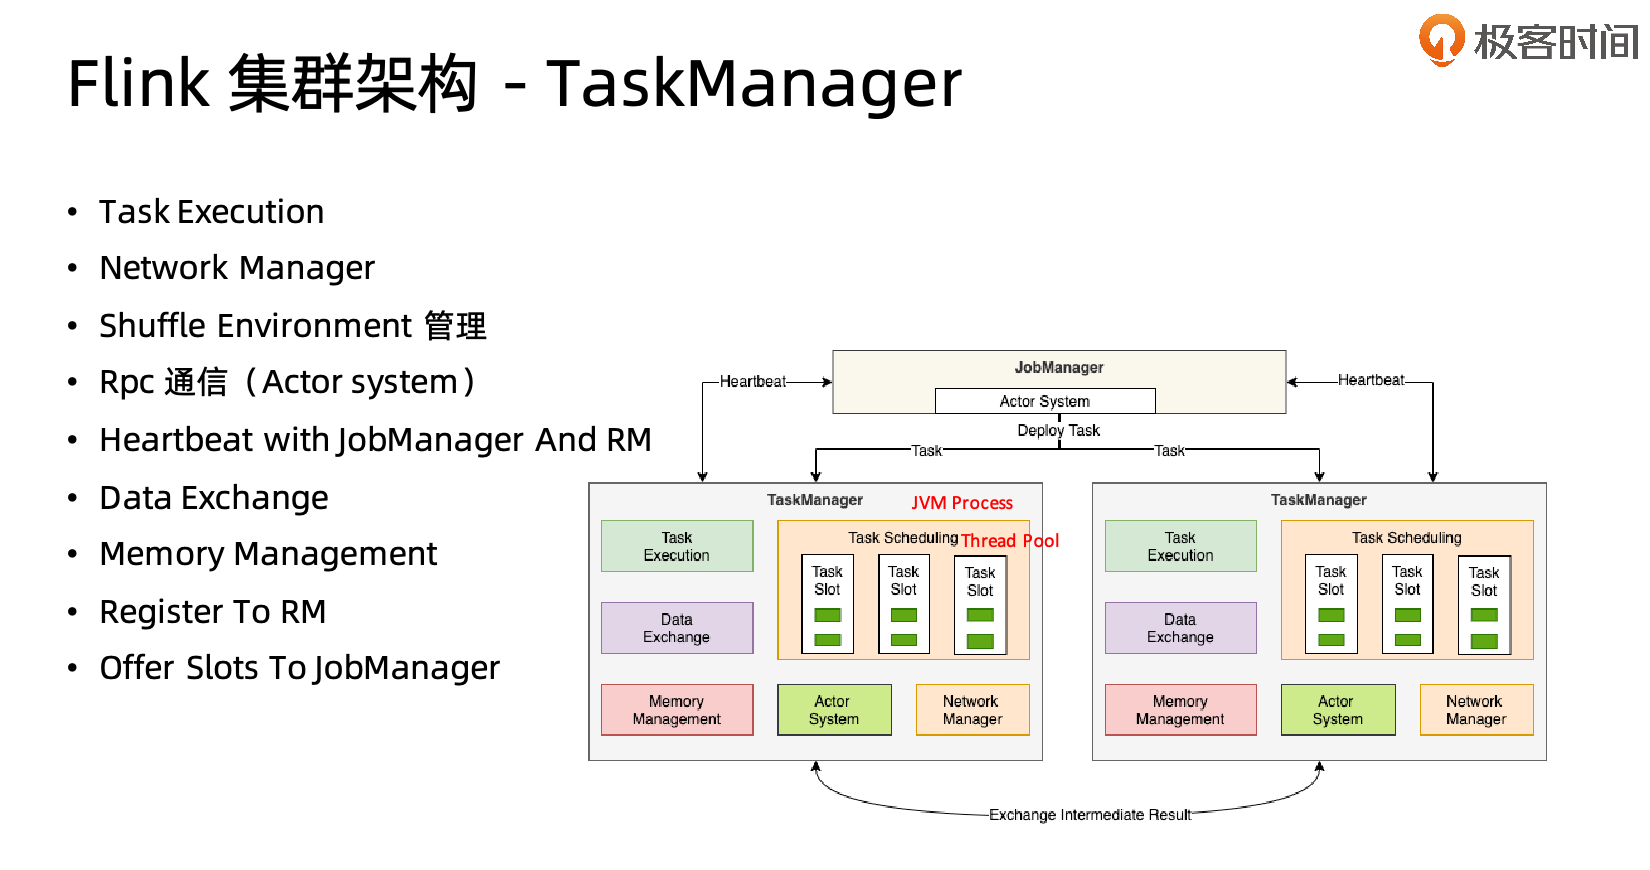 极客时间
Flink 集群架构 - TaskManager
• Task Execution
• Network Manager
• Shuffle Environment 管理
• Rpc 通信（Actor system）
• Heartbeat with JobManager And RM
• Data Exchange
• Memory Management
• Register To RM
• Offer Slots To JobManager
JobManager
Heartbeat
Heartbeat
Actor System
Deploy Task
Task
Task
TaskManager
JVM Process
Task
Execution
Task Scheduling
Thread Pool
Task
Slot
Task
Slot
Task
Slot
Data
Exchange
Memory
Management
Actor
System
Network
Manager
TaskManager
Task
Execution
Task Scheduling
Task
Slot
Task
Slot
Task
Slot
Data
Exchange
Memory
Management
Actor
System
Network
Manager
Exchange Intermediate Result